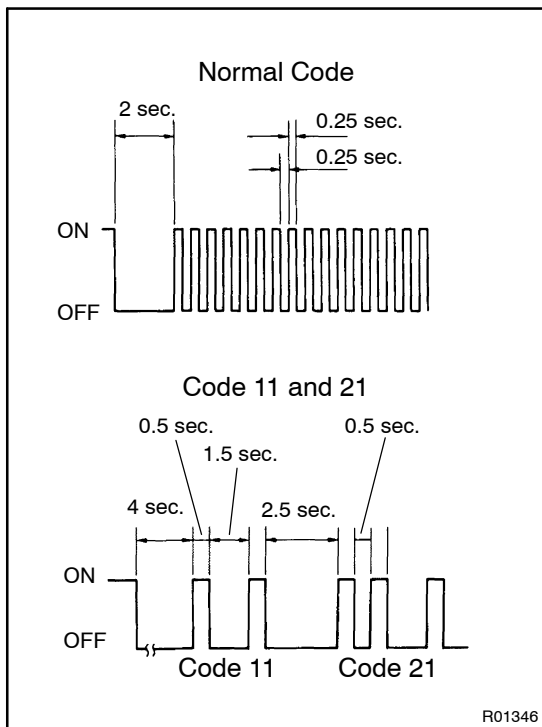 Normal Code
2 sec.
0.25 sec.
0.25 sec.
ON
OFF
Code 11 and 21
0.5 sec.
0.5 sec.
1.5 sec.
4 sec.
2.5 sec.
ON
OFF
Code 11
Code 21
R01346